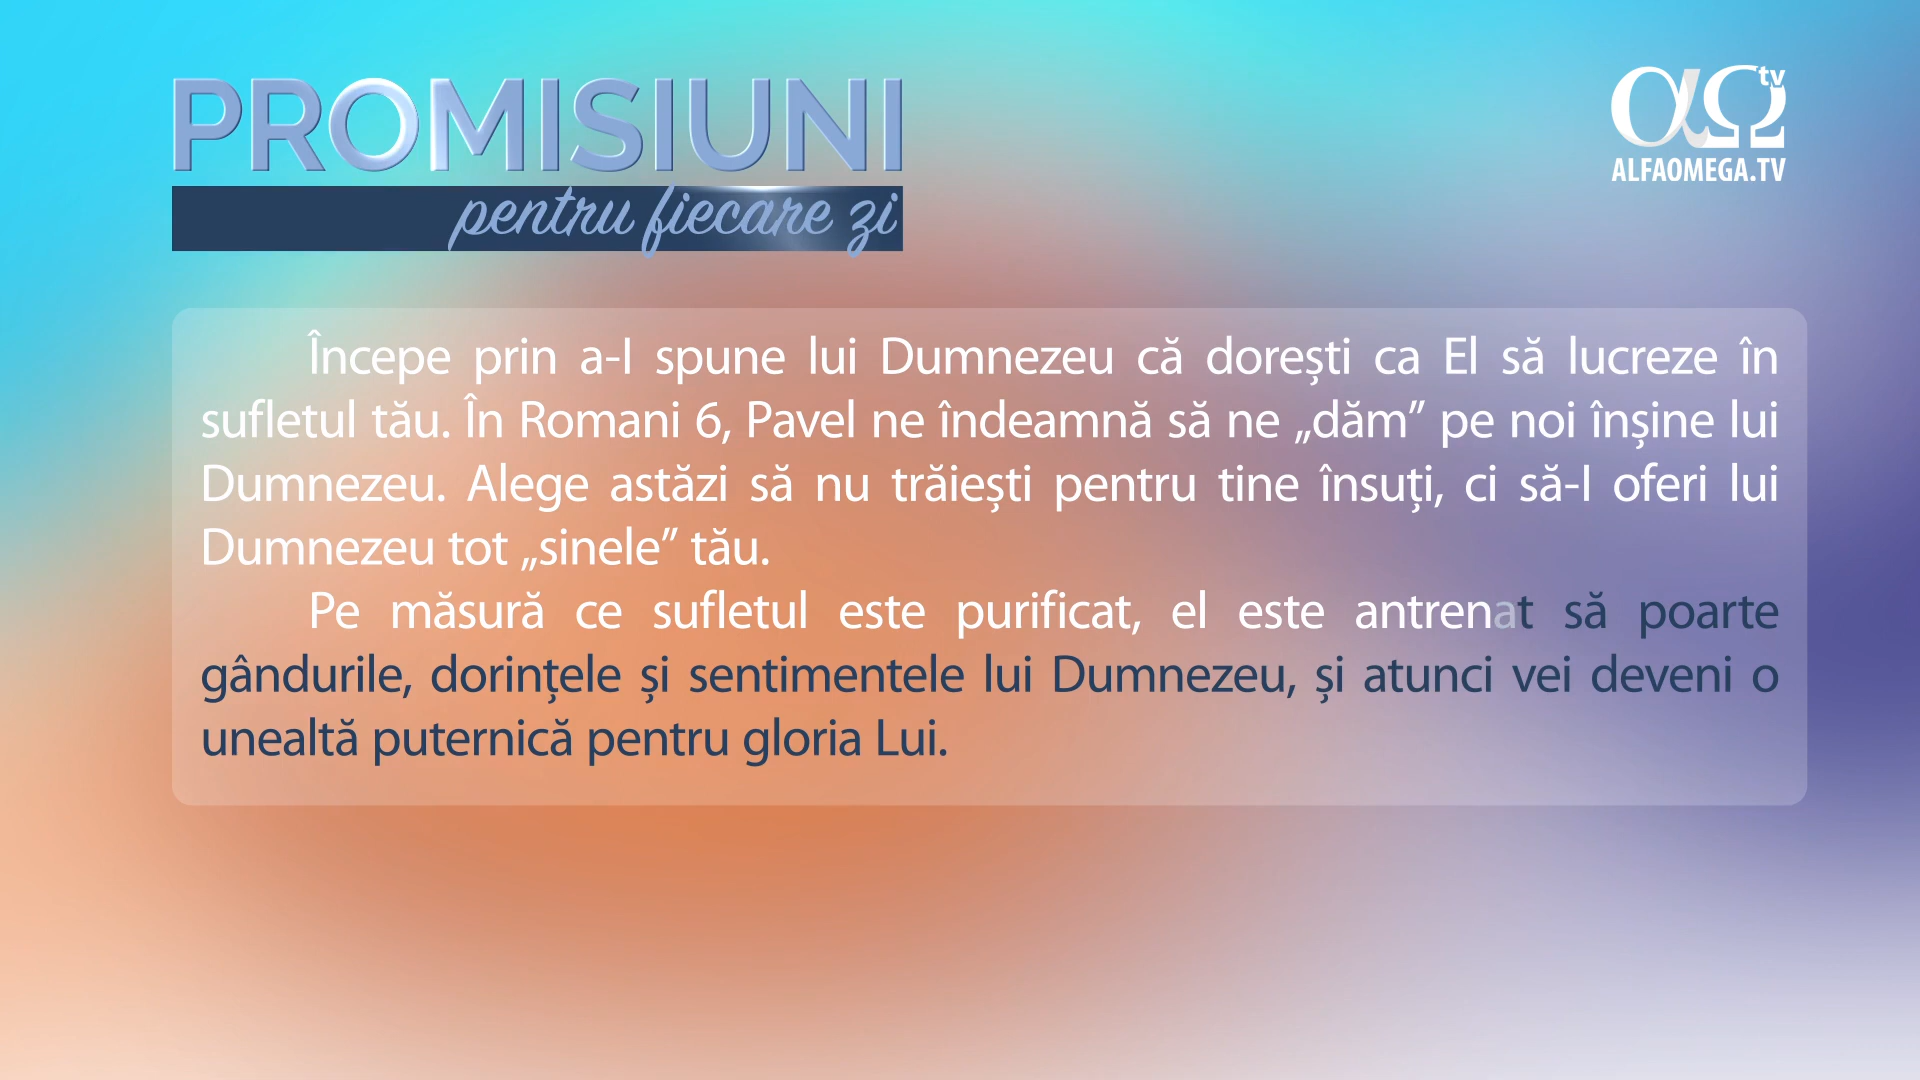 PROMISIUNI
pentru fiecare zi
αΩ tv
ALFAOMEGA.TV
Începe prin a-I spune lui Dumnezeu că dorești ca El să lucreze în
sufletul tău. În Romani 6, Pavel ne îndeamnă să ne „dăm” pe noi înșine lui
Dumnezeu. Alege astăzi să nu trăiești pentru tine însuți, ci să-I oferi lui
Dumnezeu tot „sinele” tău.
Pe măsură ce sufletul este purificat, el este antrenat să poarte
gândurile, dorințele și sentimentele lui Dumnezeu, și atunci vei deveni o
unealtă puternică pentru gloria Lui.